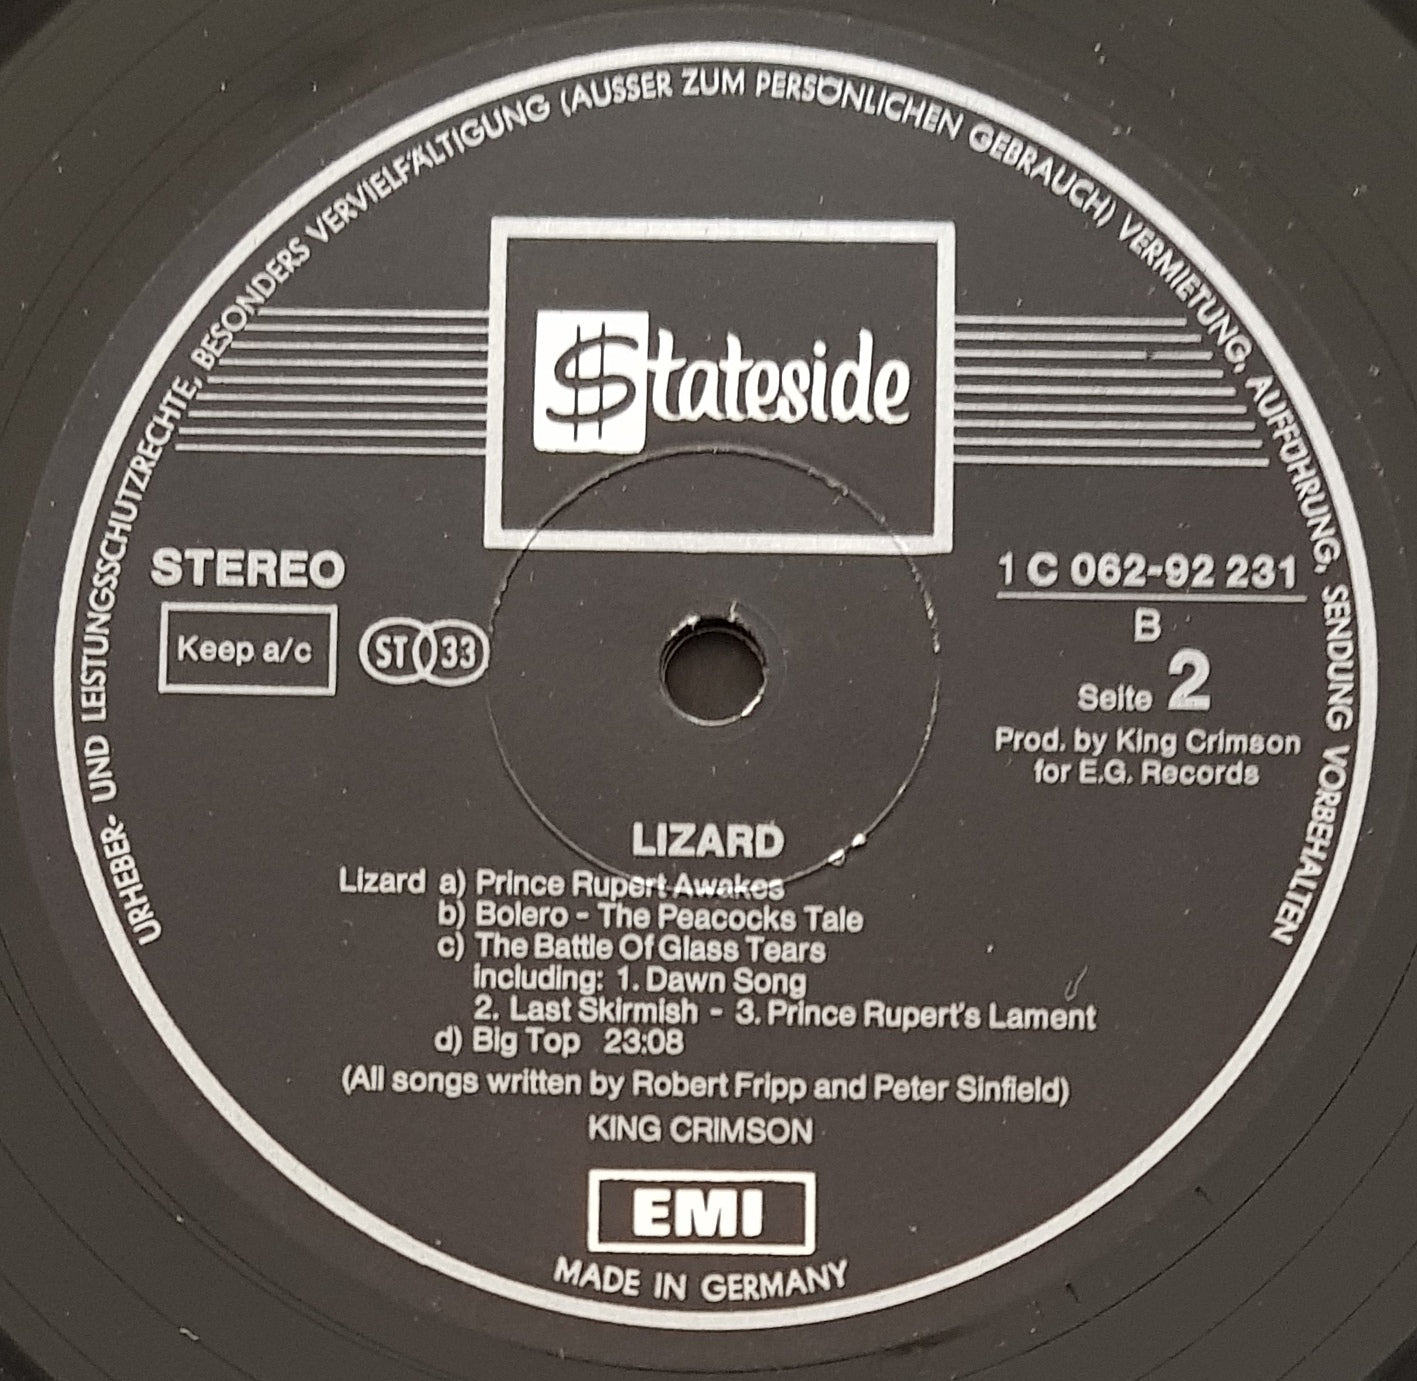 URHEBER- UND LEISTUNGSSCHUTZRECHTE, BESONDERS VERVIELFÄLTIGUNG (AUSSER ZUM PERSÖNLICHEN GEBRAUCH) VERMIETUNG, AUFFÜHRUNG, SENDUNG VORBEHALTEN
$tateside
STEREO
Keep a/c
ST 33
1 C 062-92 231
B
Seite 2
Prod. by King Crimson
for E.G. Records
LIZARD
Lizard a) Prince Rupert Awakes
b) Bolero - The Peacocks Tale
c) The Battle Of Glass Tears
including: 1. Dawn Song
2. Last Skirmish - 3. Prince Rupert's Lament
d) Big Top 23:08
(All songs written by Robert Fripp and Peter Sinfield)
KING CRIMSON
EMI
MADE IN GERMANY